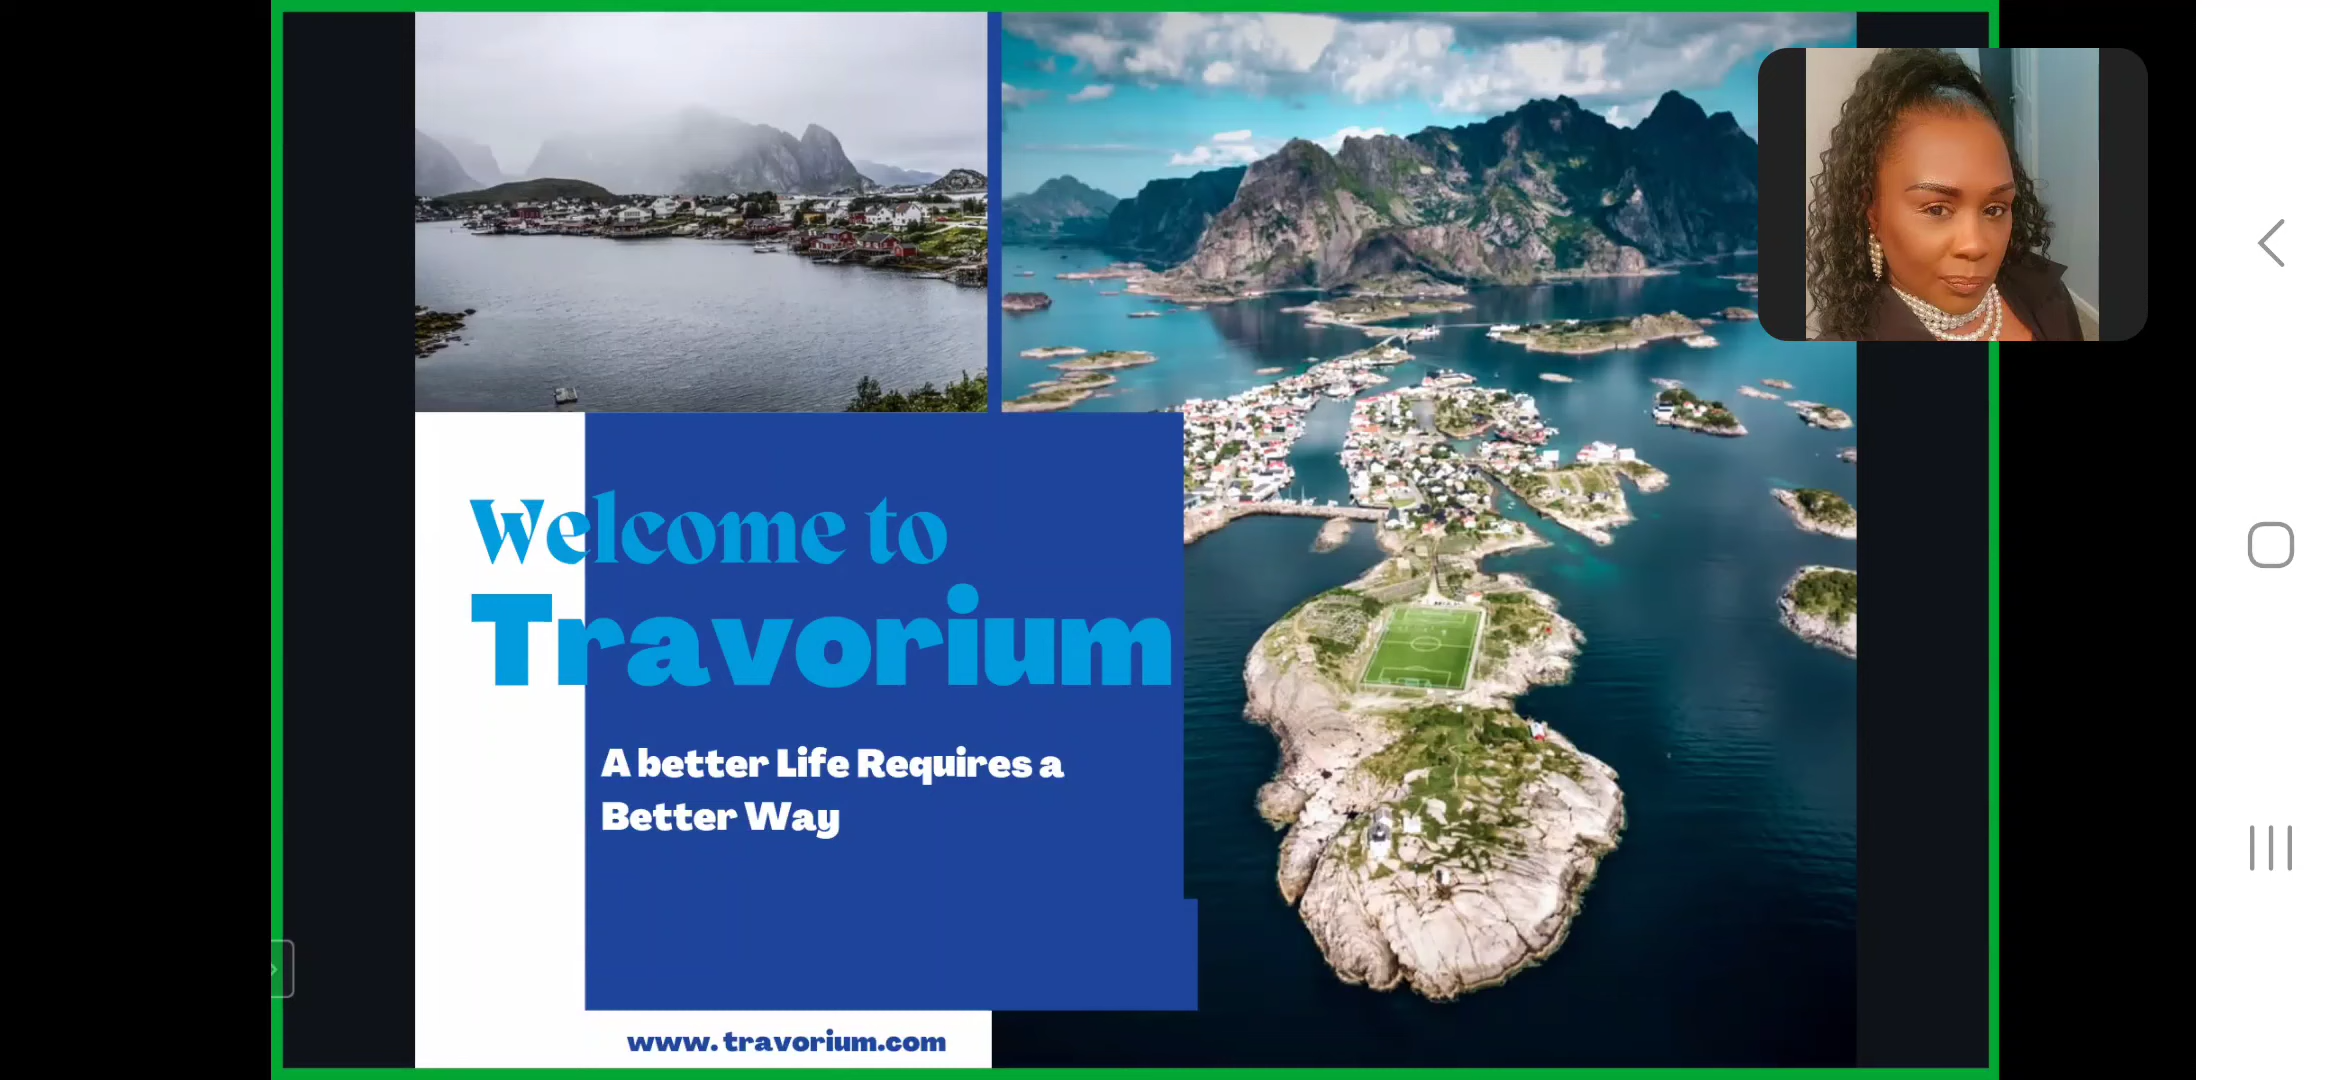 Welcome to
Travorium
A better Life Requires a
Better Way
www.travorium.com